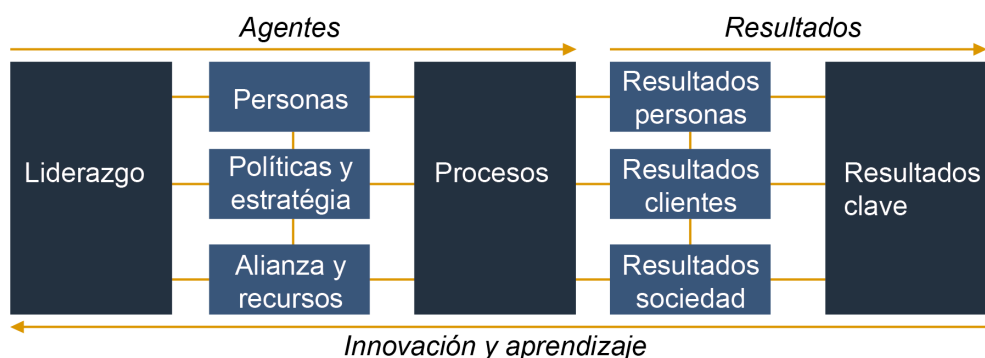 Agentes
Resultados
Liderazgo
Personas
Políticas y
estratégia
Alianza y
recursos
Procesos
Resultados
personas
Resultados
clientes
Resultados
sociedad
Resultados
clave
Innovación y aprendizaje